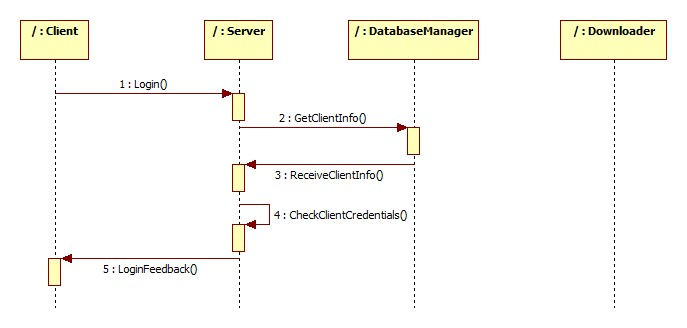 / : Client
/ : Server
/ : DatabaseManager
/ : Downloader
1 : Login()
2 : GetClientInfo()
3 : ReceiveClientInfo()
4 : CheckClientCredentials()
5 : LoginFeedback()